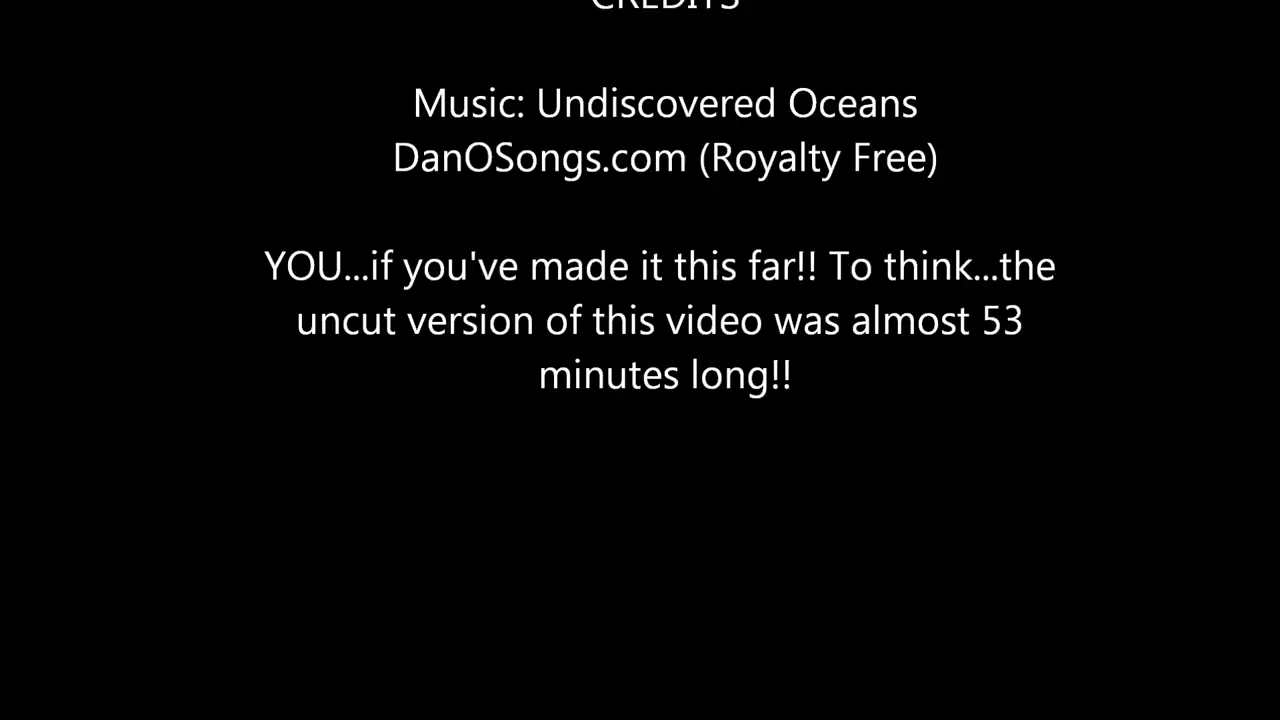 CREDITS
Music: Undiscovered Oceans
DanOSongs.com (Royalty Free)
YOU...if you've made it this far!! To think...the
uncut version of this video was almost 53
minutes long!!